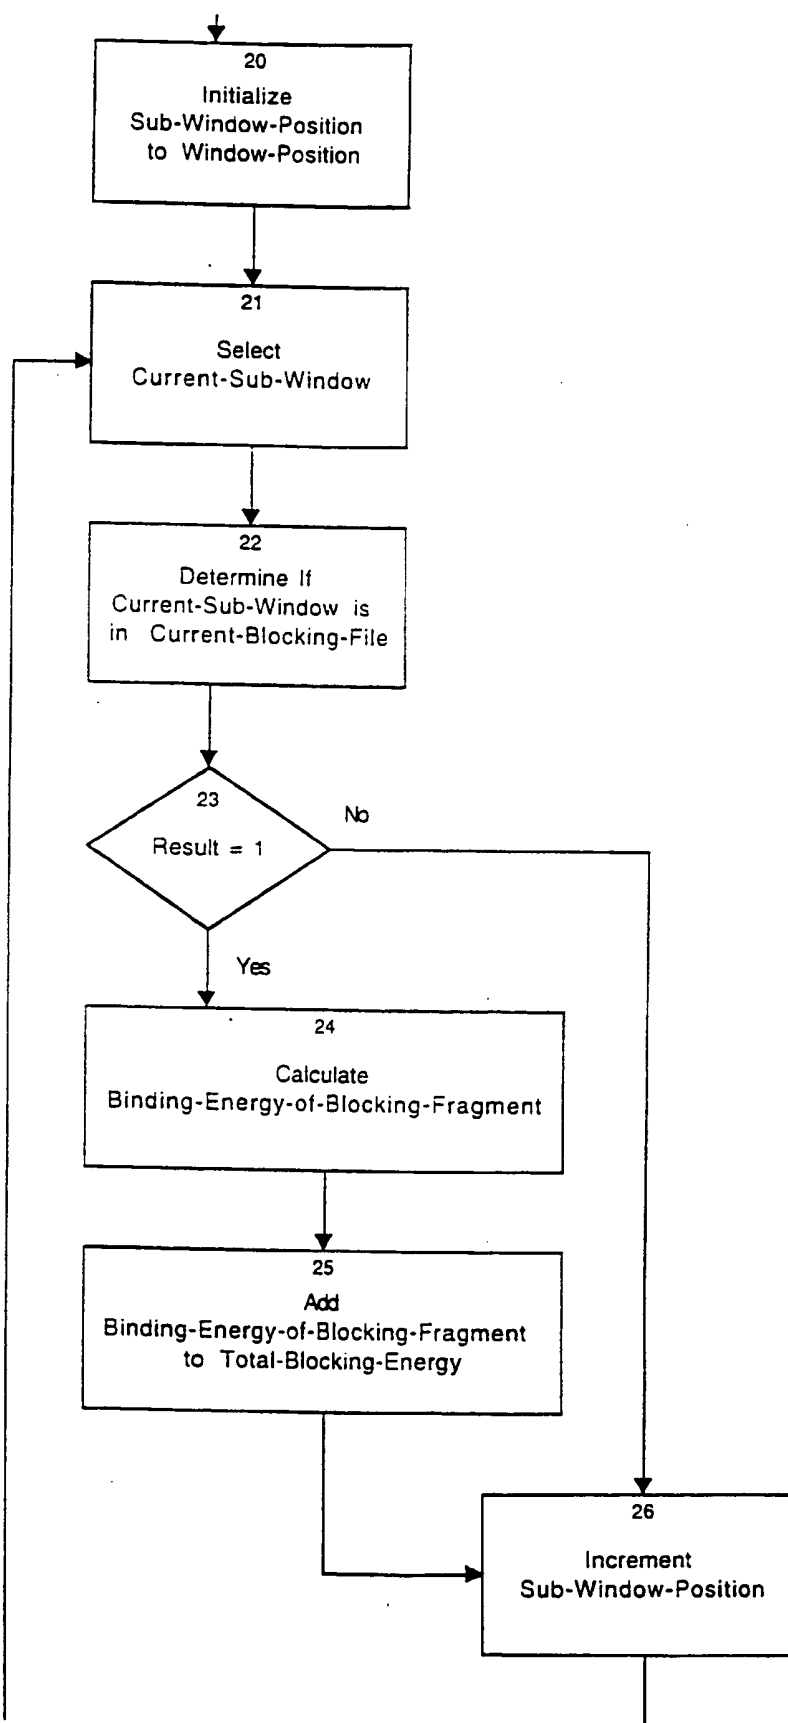 20
Initialize
Sub-Window-Position
to Window-Position
21
Select
Current-Sub-Window
22
Determine If
Current-Sub-Window is
in Current-Blocking-File
23
Result = 1
No
Yes
24
Calculate
Binding-Energy-of-Blocking-Fragment
25
Add
Binding-Energy-of-Blocking-Fragment
to Total-Blocking-Energy
26
Increment
Sub-Window-Position